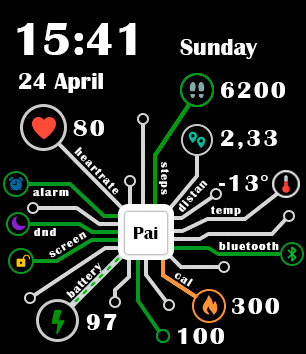 15:41
Sunday
24 April
6200
80
2,33
heartrate
steps
distan
-13°
alarm
temp
dnd
Pai
screen
bluetooth
battery
cal
97
300
100